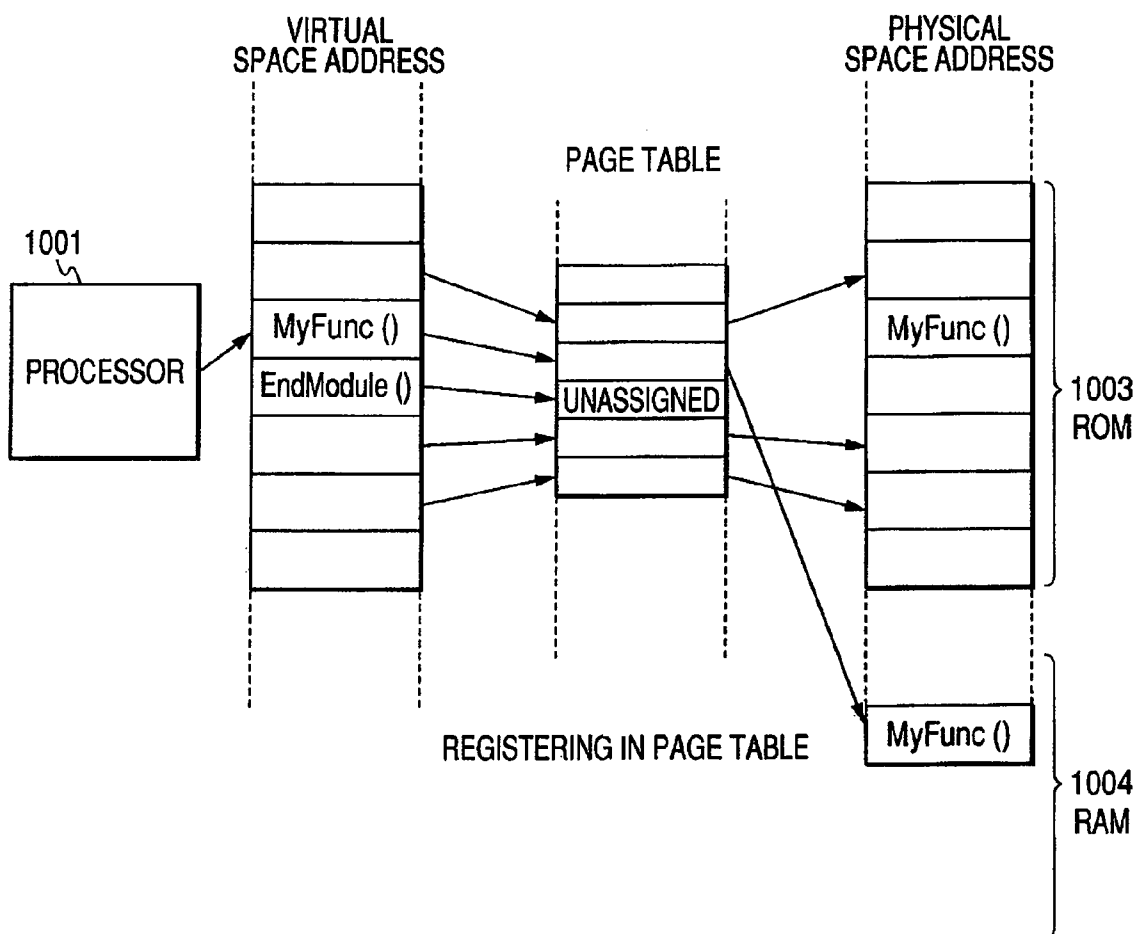 VIRTUAL
SPACE ADDRESS
PHYSICAL
SPACE ADDRESS
PAGE TABLE
1001
PROCESSOR
MyFunc ()
EndModule ()
UNASSIGNED
MyFunc ()
1003
ROM
REGISTERING IN PAGE TABLE
MyFunc ()
1004
RAM